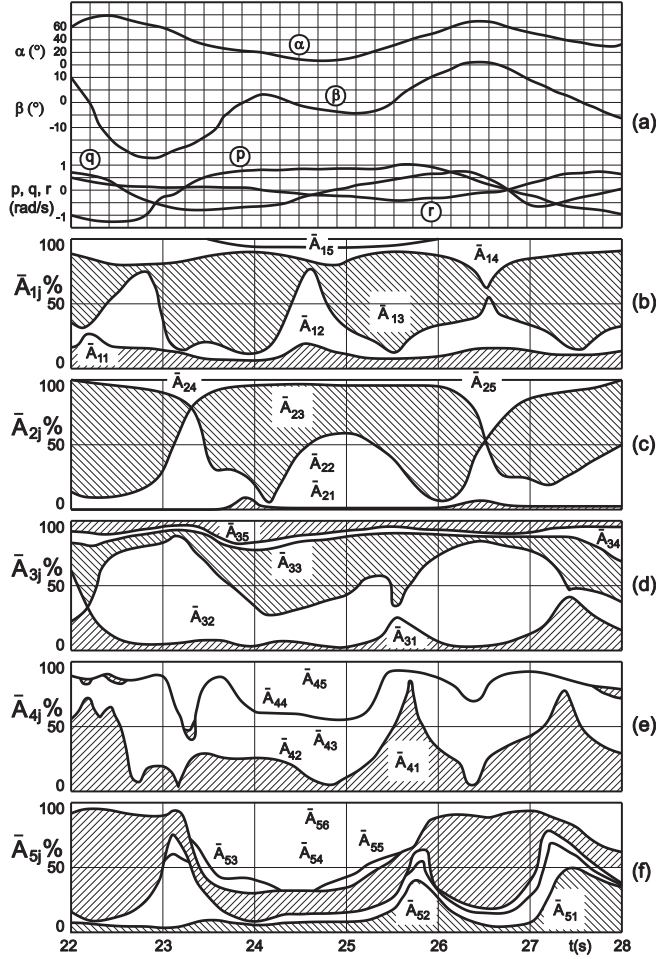 60
40
α (°)
20
0
10
β (°)
0
-10
1
p, q, r
0
(rad/s)
-1
α
β
q
p
r
(a)
100
Ā1j%
50
0
Ā15
Ā14
Ā12
Ā13
Ā11
(b)
100
Ā2j%
50
0
Ā24
Ā25
Ā23
Ā22
Ā21
(c)
100
Ā3j%
50
0
Ā35
Ā34
Ā33
Ā32
Ā31
(d)
100
Ā4j%
50
0
Ā45
Ā44
Ā43
Ā42
Ā41
(e)
100
Ā5j%
50
0
Ā56
Ā55
Ā53
Ā54
Ā52
Ā51
(f)
22 23 24 25 26 27 t(s) 28